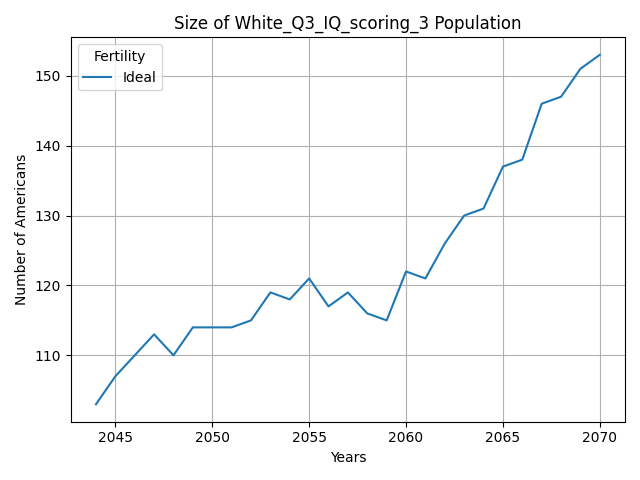 Size of White_Q3_IQ_scoring_3 Population
Fertility
Ideal
Number of Americans
150
140
130
120
110
2045 2050 2055 2060 2065 2070
Years